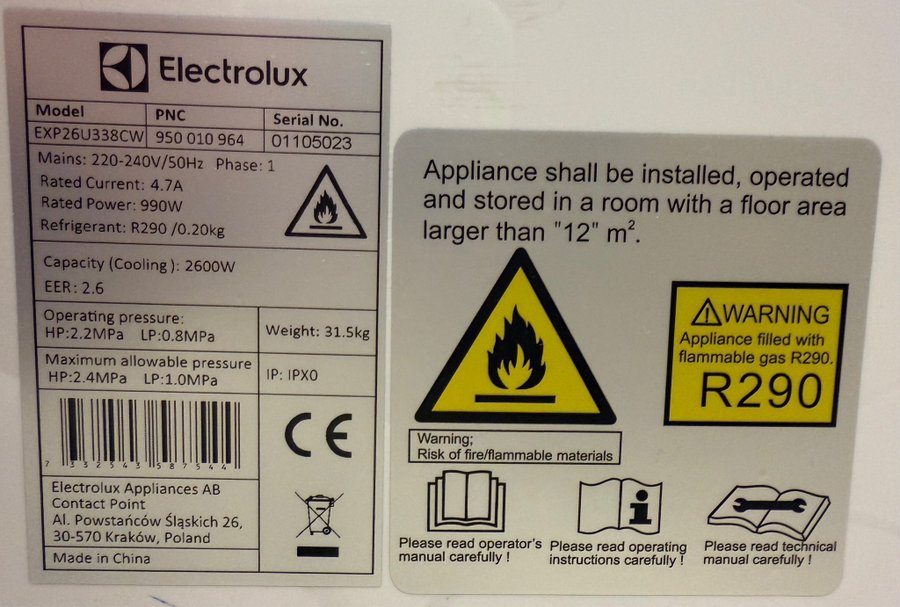 Electrolux
Model PNC Serial No.
EXP26U338CW 950 010 964 01105023
Mains: 220-240V/50Hz Phase: 1
Rated Current: 4.7A
Rated Power: 990W
Refrigerant: R290 /0.20kg
Capacity (Cooling ): 2600W
EER: 2.6
Operating pressure:
HP:2.2MPa LP:0.8MPa
Weight: 31.5kg
Maximum allowable pressure
HP:2.4MPa LP:1.0MPa
IP: IPX0
7 332543 587544
CE
Electrolux Appliances AB
Contact Point
Al. Powstańców Śląskich 26,
30-570 Kraków, Poland
Made in China
Appliance shall be installed, operated
and stored in a room with a floor area
larger than "12" m².
WARNING
Appliance filled with
flammable gas R290.
R290
Warning;
Risk of fire/flammable materials
Please read operator's
manual carefully !
Please read operating
instructions carefully !
Please read technical
manual carefully !